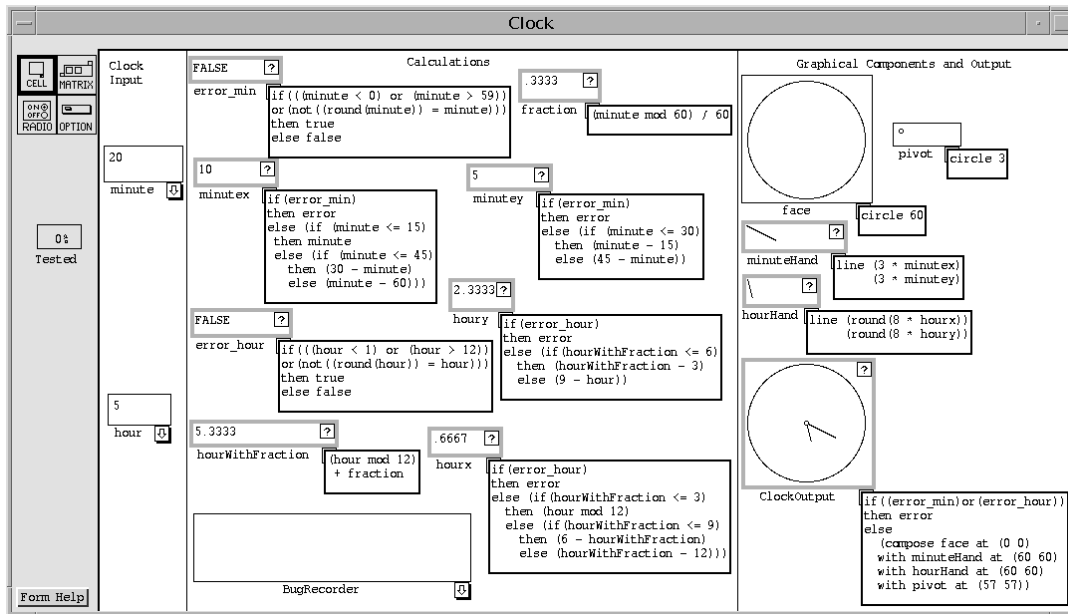 Clock
CELL
MATRIX
ON
OFF
RADIO
OPTION
0%
Tested
Form Help
Clock
Input
20
minute
5
hour
Calculations
FALSE ?
error_min
if(((minute < 0) or (minute > 59))
or(not((round(minute)) = minute)))
then true
else false
.3333 ?
fraction
(minute mod 60) / 60
10 ?
minutex
if(error_min)
then error
else (if (minute <= 15)
then minute
else (if (minute <= 45)
then (30 - minute)
else (minute - 60)))
5 ?
minutey
if(error_min)
then error
else (if (minute <= 30)
then (minute - 15)
else (45 - minute))
FALSE ?
error_hour
if(((hour < 1) or (hour > 12))
or(not((round(hour)) = hour)))
then true
else false
2.3333 ?
houry
if(error_hour)
then error
else (if(hourWithFraction <= 6)
then (hourWithFraction - 3)
else (9 - hour))
5.3333 ?
hourWithFraction
(hour mod 12)
+ fraction
.6667 ?
hourx
if(error_hour)
then error
else (if(hourWithFraction <= 3)
then (hour mod 12)
else (if(hourWithFraction <= 9)
then (6 - hourWithFraction)
else (hourWithFraction - 12)))
BugRecorder
Graphical Components and Output
face
circle 60
pivot
circle 3
?
minuteHand
line (3 * minutex)
(3 * minutey)
?
hourHand
line (round(8 * hourx))
(round(8 * houry))
?
ClockOutput
if((error_min)or(error_hour))
then error
else
(compose face at (0 0)
with minuteHand at (60 60)
with hourHand at (60 60)
with pivot at (57 57))